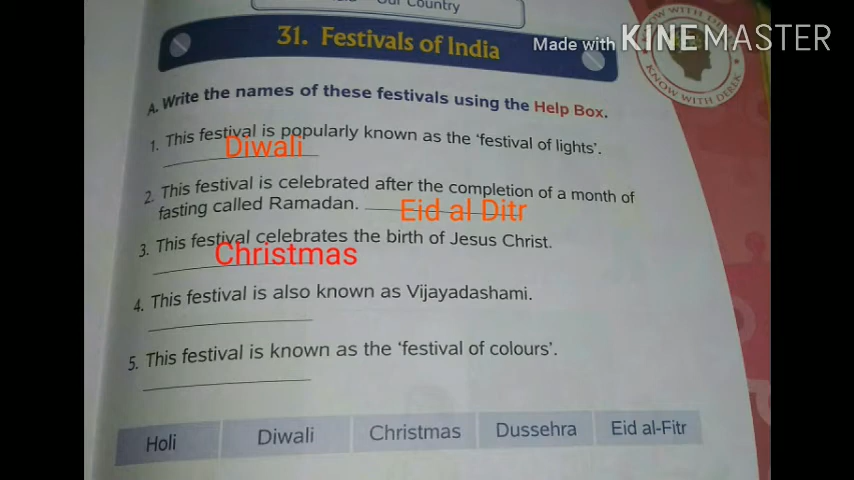 Our Country
31. Festivals of India
Made with KINEMASTER
KNOW WITH DEREK
A. Write the names of these festivals using the Help Box.
1. This festival is popularly known as the ‘festival of lights’.
Diwali
2. This festival is celebrated after the completion of a month of
fasting called Ramadan. Eid al Ditr
3. This festival celebrates the birth of Jesus Christ.
Christmas
4. This festival is also known as Vijayadashami.
5. This festival is known as the ‘festival of colours’.
Holi Diwali Christmas Dussehra Eid al-Fitr